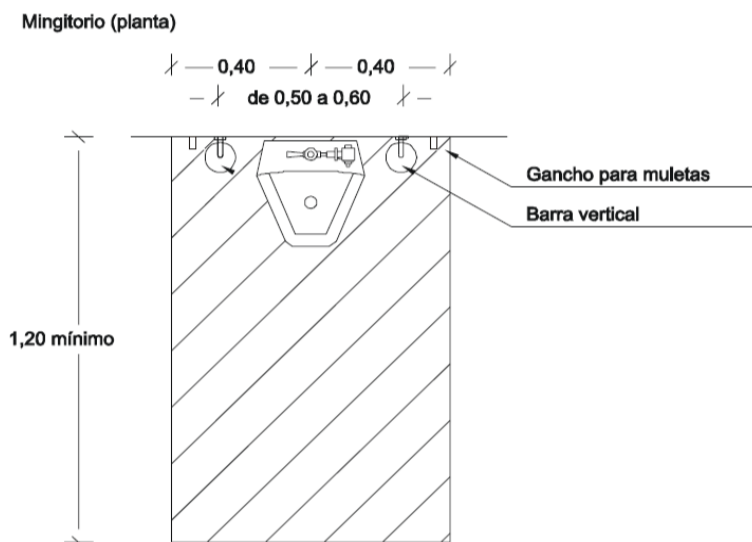 Mingitorio (planta)
0,40 0,40
de 0,50 a 0,60
Gancho para muletas
Barra vertical
1,20 mínimo